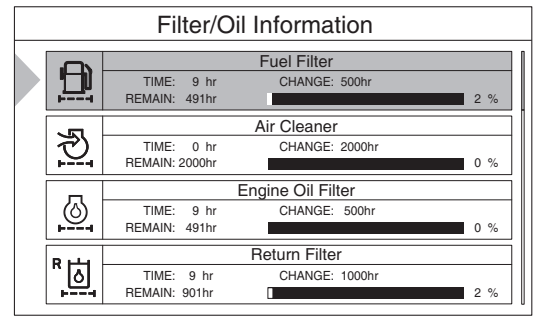 Filter/Oil Information
Fuel Filter
TIME: 9 hr CHANGE: 500hr
REMAIN: 491hr 2 %
Air Cleaner
TIME: 0 hr CHANGE: 2000hr
REMAIN: 2000hr 0 %
Engine Oil Filter
TIME: 9 hr CHANGE: 500hr
REMAIN: 491hr 0 %
R
Return Filter
TIME: 9 hr CHANGE: 1000hr
REMAIN: 901hr 2 %